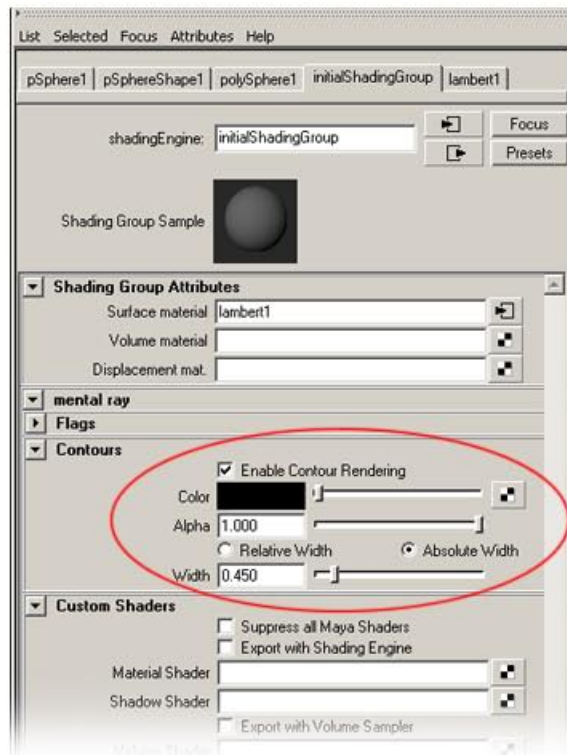 List Selected Focus Attributes Help
pSphere1 pSphereShape1 polySphere1 initialShadingGroup lambert1
shadingEngine: initialShadingGroup Focus
Presets
Shading Group Sample
Shading Group Attributes
Surface material lambert1
Volume material
Displacement mat.
mental ray
Flags
Contours
Enable Contour Rendering
Color
Alpha 1.000
Relative Width Absolute Width
Width 0.450
Custom Shaders
Suppress all Maya Shaders
Export with Shading Engine
Material Shader
Shadow Shader
Export with Volume Sampler